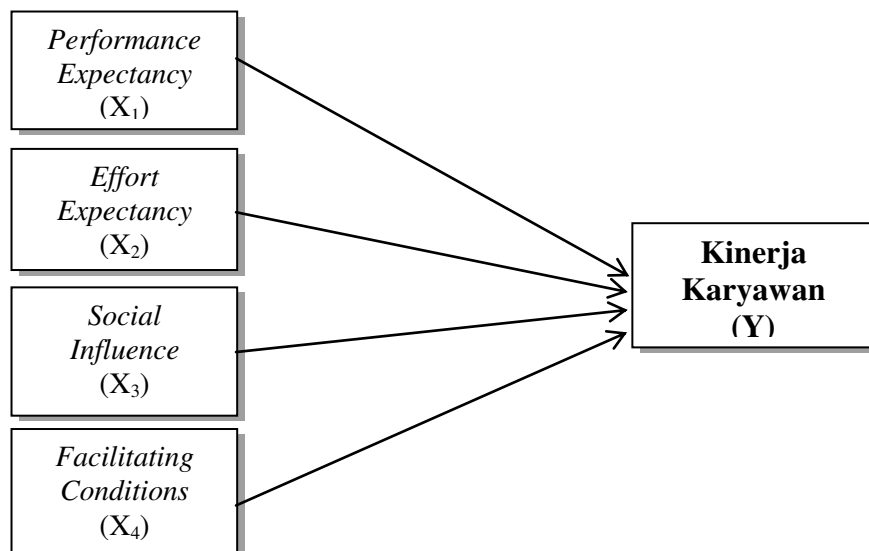 Performance
Expectancy
(X₁)
Effort
Expectancy
(X₂)
Social
Influence
(X₃)
Facilitating
Conditions
(X₄)
Kinerja
Karyawan
(Y)